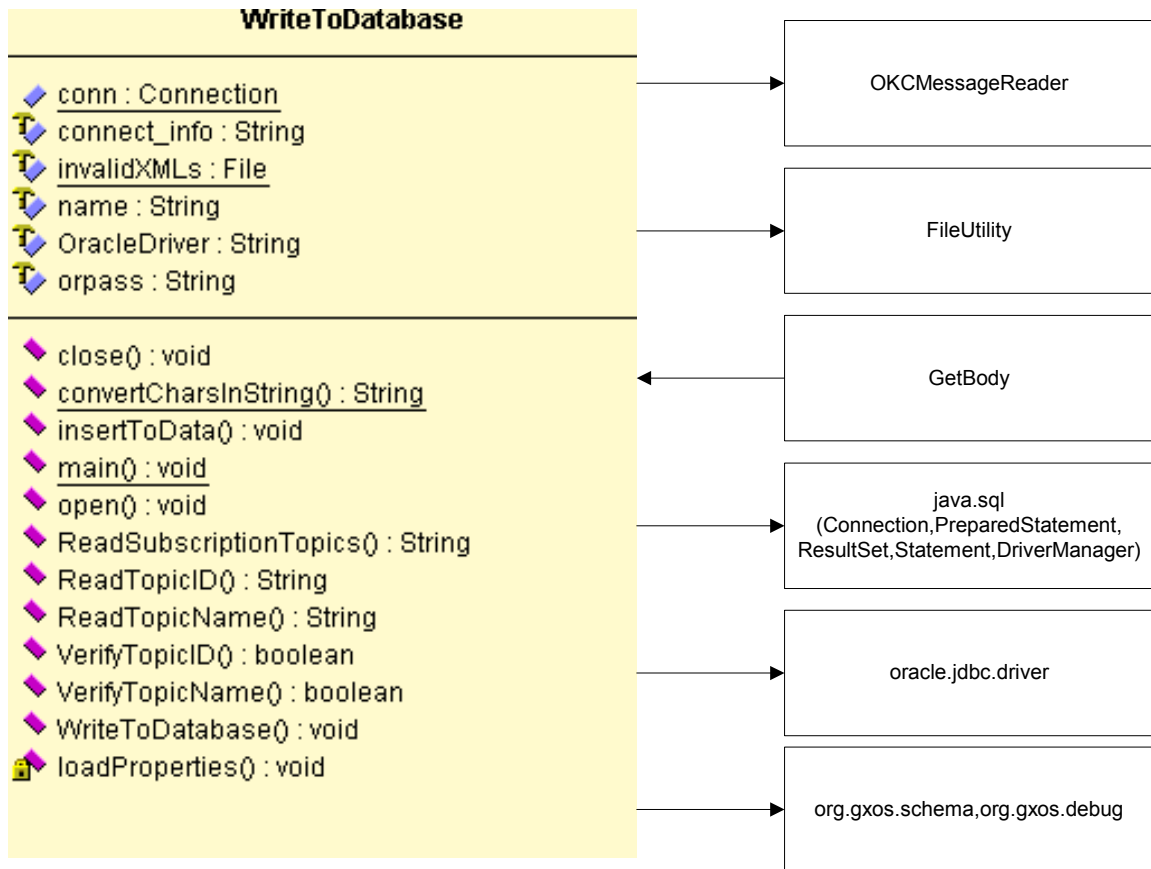 WriteToDatabase
conn : Connection
connect_info : String
invalidXMLs : File
name : String
OracleDriver : String
orpass : String
close() : void
convertCharsInString() : String
insertToData() : void
main() : void
open() : void
ReadSubscriptionTopics() : String
ReadTopicID() : String
ReadTopicName() : String
VerifyTopicID() : boolean
VerifyTopicName() : boolean
WriteToDatabase() : void
loadProperties() : void
OKCMessageReader
FileUtility
GetBody
java.sql
(Connection,PreparedStatement,
ResultSet,Statement,DriverManager)
oracle.jdbc.driver
org.gxos.schema,org.gxos.debug